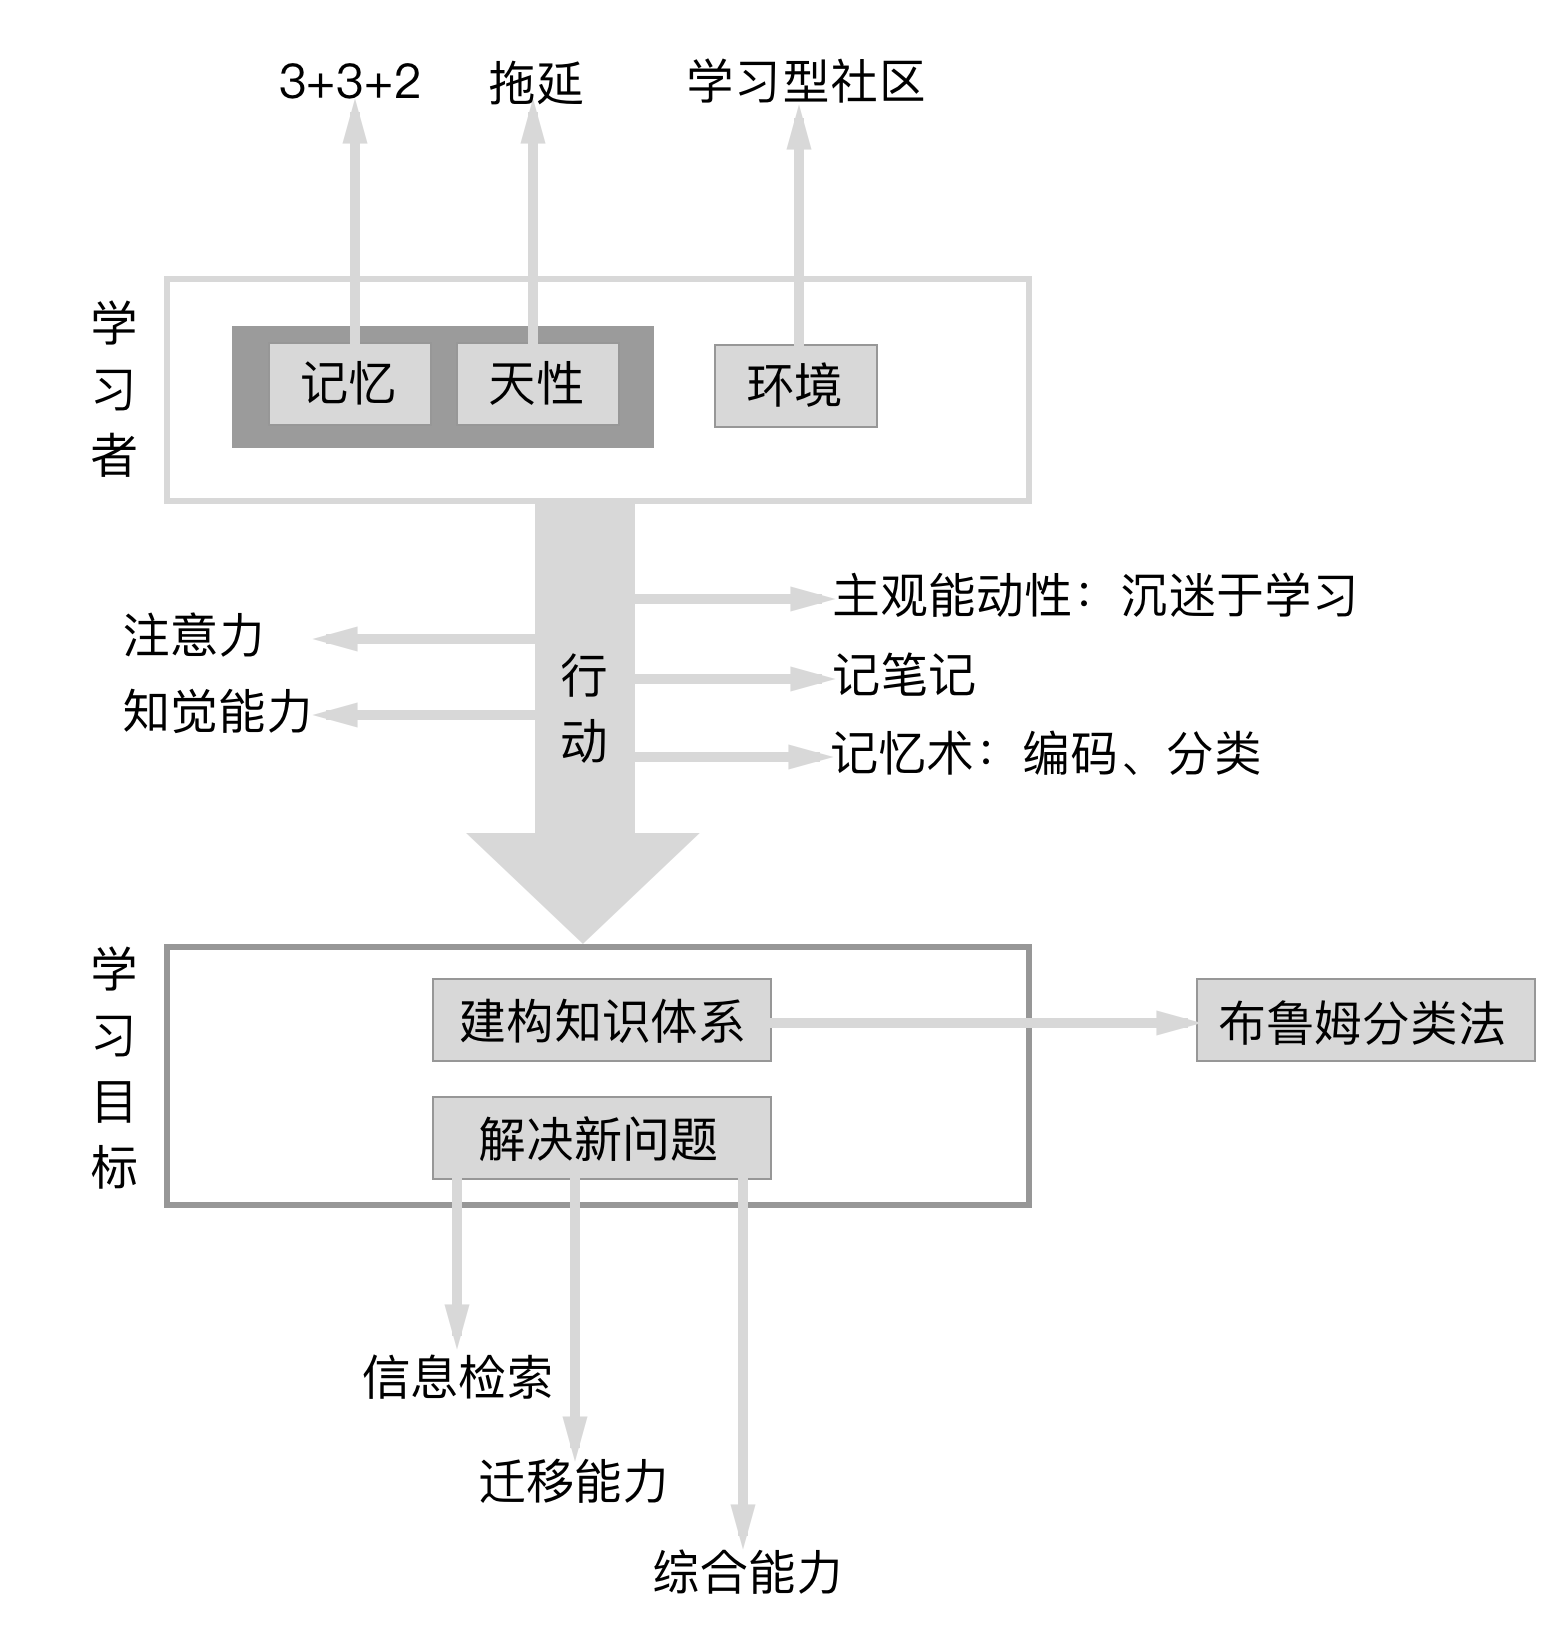 3+3+2
拖延
学习型社区
学习者
记忆
天性
环境
主观能动性：沉迷于学习
注意力
行动
记笔记
知觉能力
记忆术：编码、分类
学习目标
建构知识体系
布鲁姆分类法
解决新问题
信息检索
迁移能力
综合能力